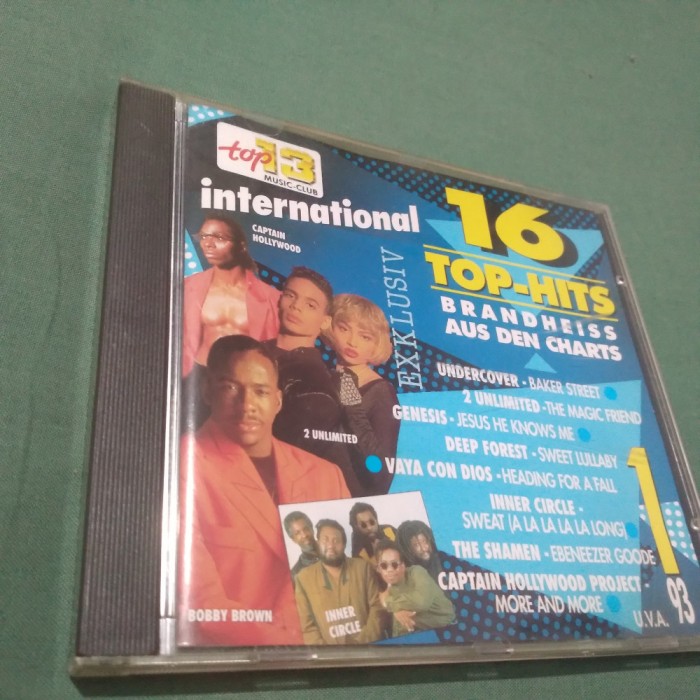 top 13
MUSIC-CLUB
international
16
TOP-HITS
BRANDHEISS
AUS DEN CHARTS
EXKLUSIV
CAPTAIN
HOLLYWOOD
2 UNLIMITED
BOBBY BROWN
INNER
CIRCLE
UNDERCOVER - BAKER STREET
2 UNLIMITED - THE MAGIC FRIEND
GENESIS - JESUS HE KNOWS ME
DEEP FOREST - SWEET LULLABY
VAYA CON DIOS - HEADING FOR A FALL
INNER CIRCLE -
SWEAT (A LA LA LA LA LONG)
THE SHAMEN - EBENEEZER GOODE
CAPTAIN HOLLYWOOD PROJECT -
MORE AND MORE
U.V.A.
1
93